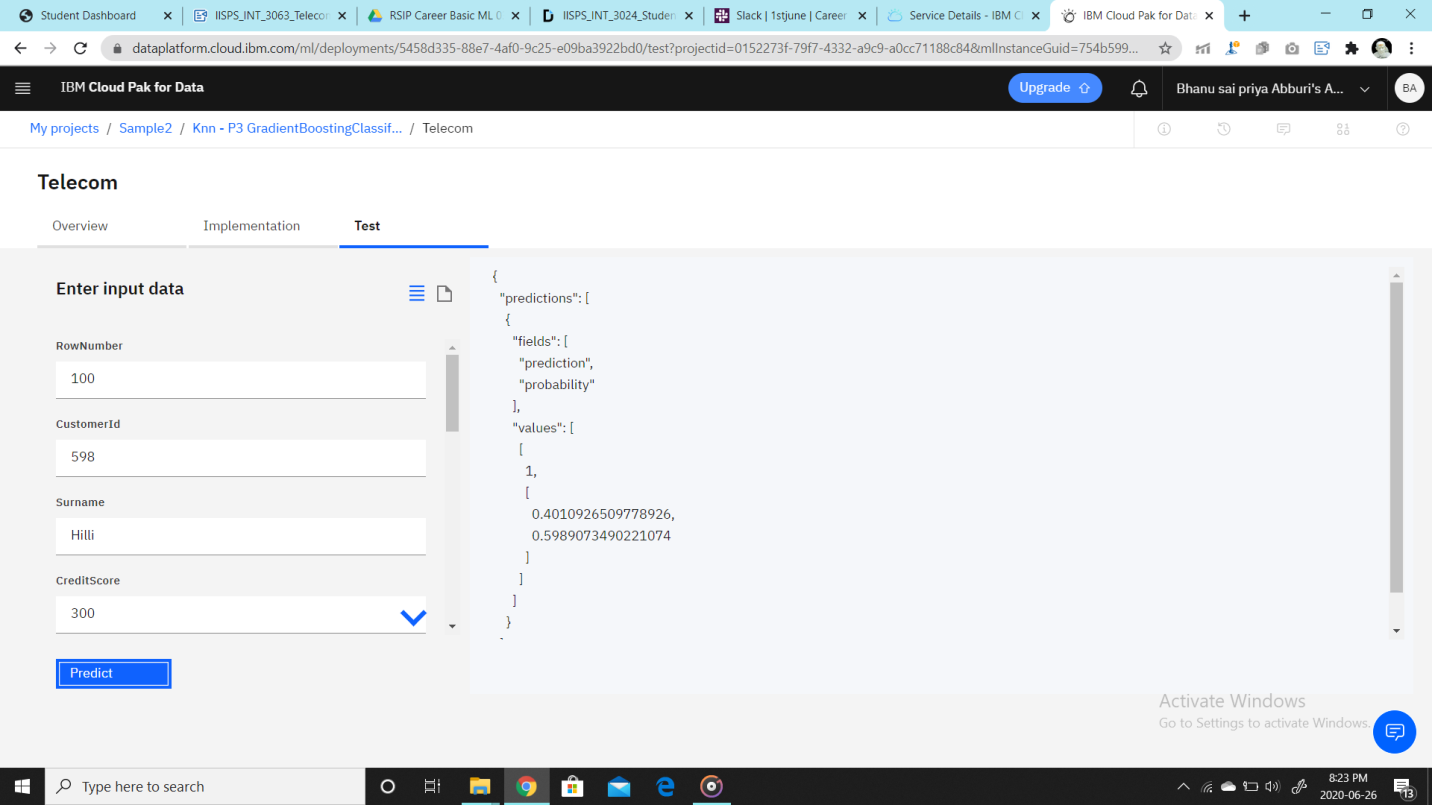 Student Dashboard
IISPS_INT_3063_Telecor
RSIP Career Basic ML 0
IISPS_INT_3024_Studen
Slack | 1stjune | Career
Service Details - IBM C
IBM Cloud Pak for Data
dataplatform.cloud.ibm.com/ml/deployments/5458d335-88e7-4af0-9c25-e09ba3922bd0/test?projectid=0152273f-79f7-4332-a9c9-a0cc71188c84&mlInstanceGuid=754b599...
IBM Cloud Pak for Data
Upgrade
Bhanu sai priya Abburi's A...
BA
My projects / Sample2 / Knn - P3 GradientBoostingClassif... / Telecom
Telecom
Overview
Implementation
Test
Enter input data
RowNumber
100
CustomerId
598
Surname
Hilli
CreditScore
300
Predict
{
"predictions": [
{
"fields": [
"prediction",
"probability"
],
"values": [
[
1,
[
0.4010926509778926,
0.5989073490221074
]
]
]
}
Activate Windows
Go to Settings to activate Windows.
Type here to search
8:23 PM
2020-06-26
13